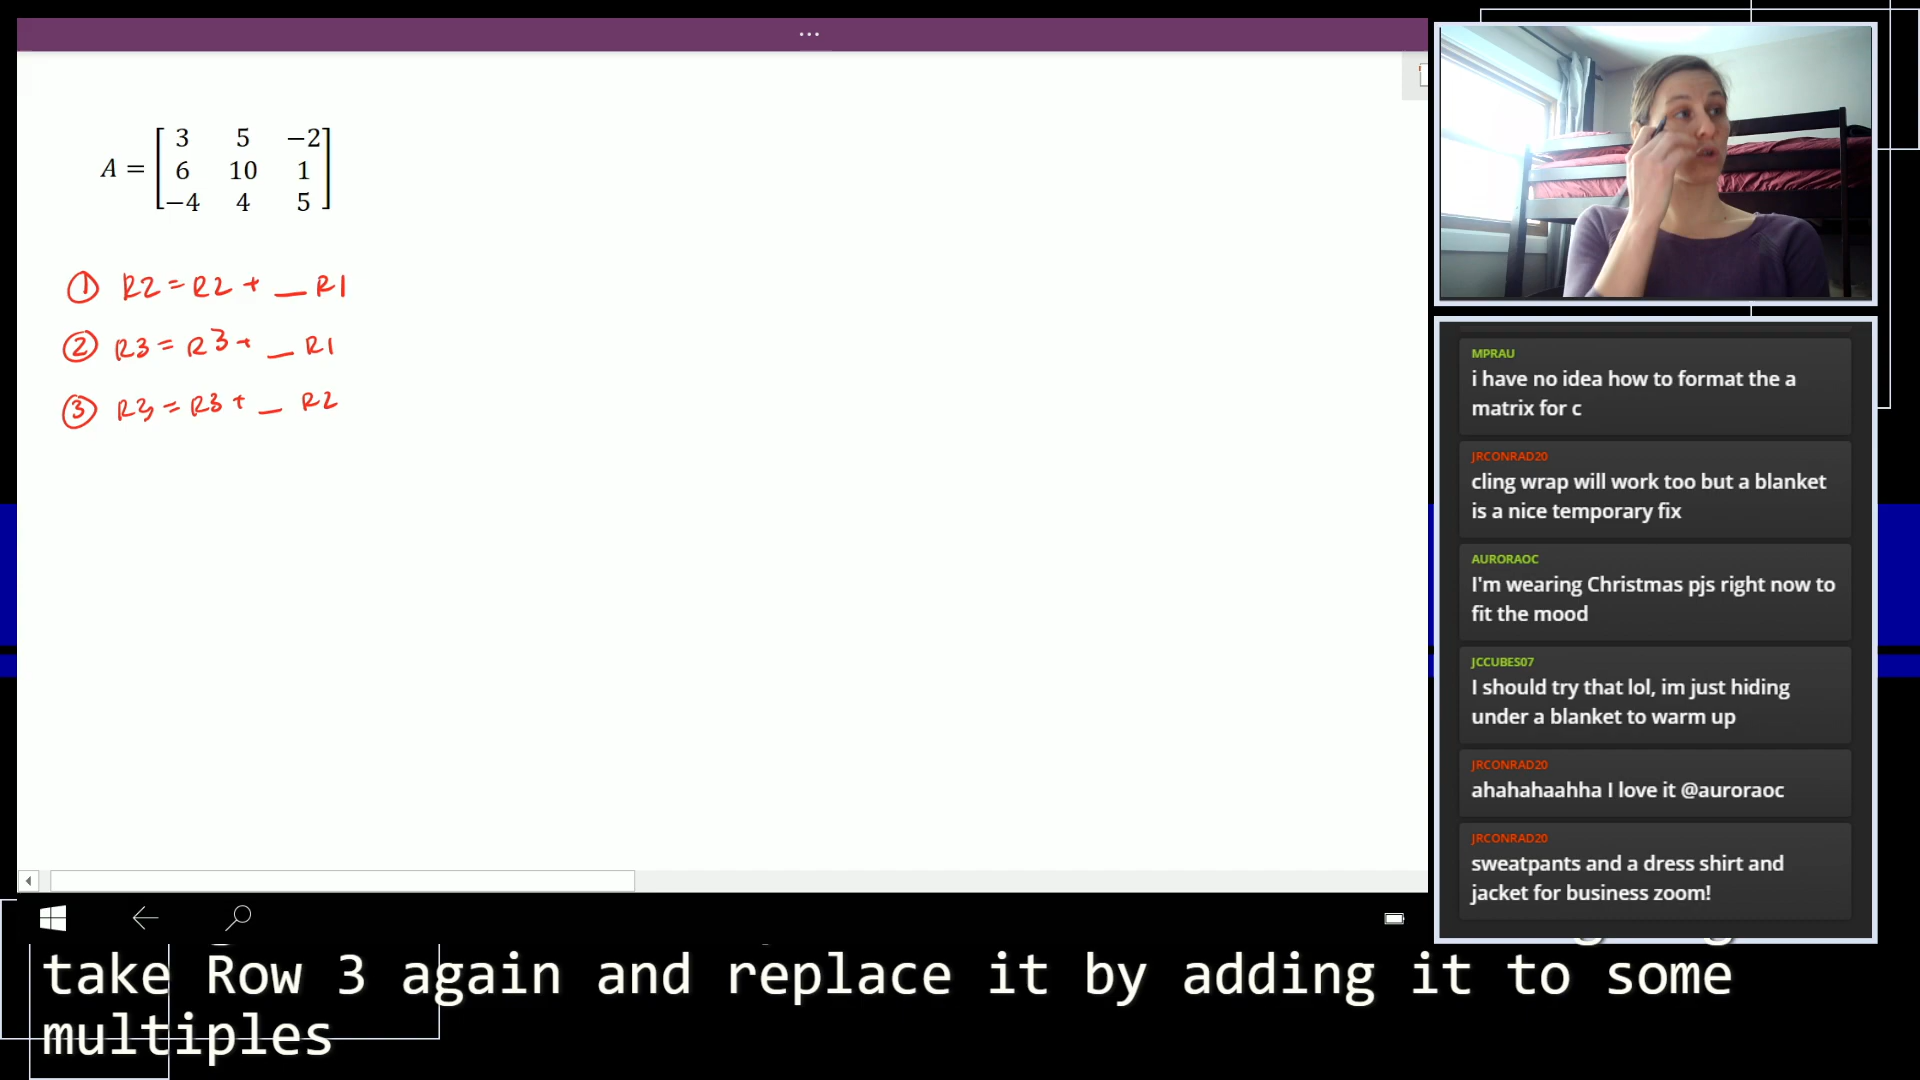 ...
A = [ 3 5 −2
6 10 1
−4 4 5 ]
① R2 = R2 + _ R1
② R3 = R3 + _ R1
③ R3 = R3 + _ R2
MPRAU
i have no idea how to format the a
matrix for c
JRCONRAD20
cling wrap will work too but a blanket
is a nice temporary fix
AURORAOC
I'm wearing Christmas pjs right now to
fit the mood
JCCUBES07
I should try that lol, im just hiding
under a blanket to warm up
JRCONRAD20
ahahahaahha I love it @auroraoc
JRCONRAD20
sweatpants and a dress shirt and
jacket for business zoom!
take Row 3 again and replace it by adding it to some
multiples